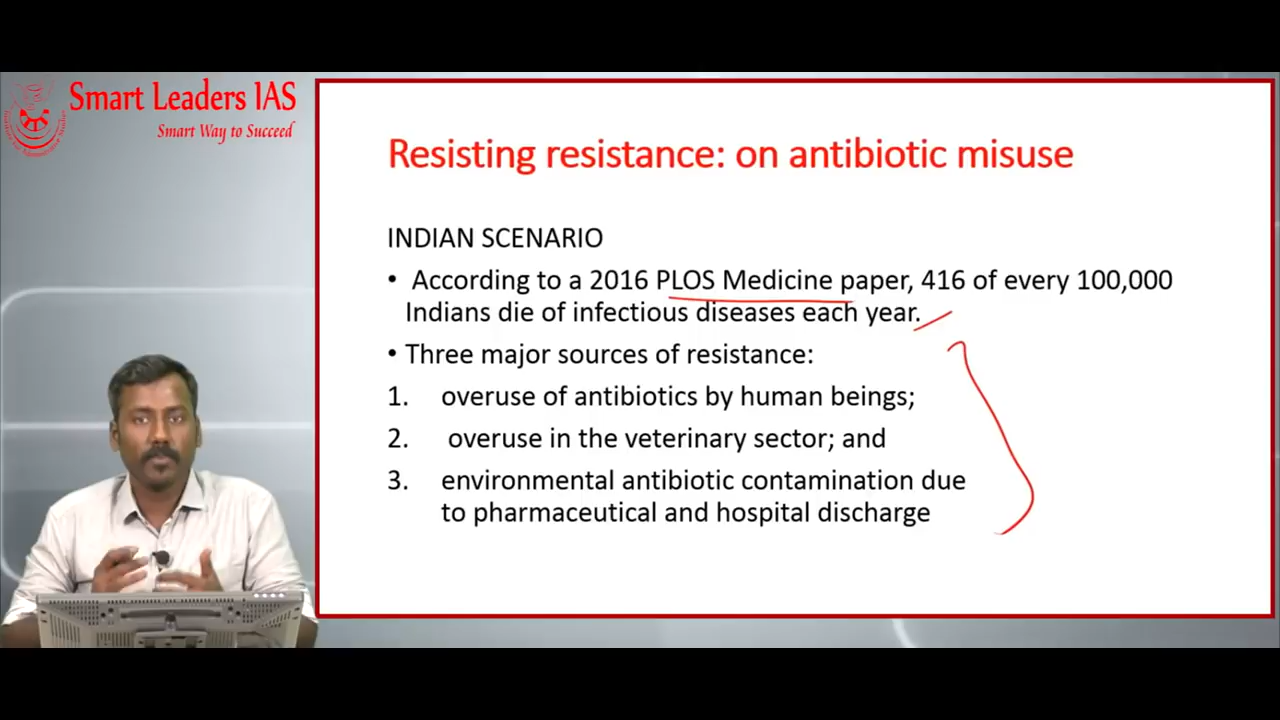 Smart Leaders IAS
Smart Way to Succeed
Resisting resistance: on antibiotic misuse
INDIAN SCENARIO
• According to a 2016 PLOS Medicine paper, 416 of every 100,000
Indians die of infectious diseases each year.
• Three major sources of resistance:
1. overuse of antibiotics by human beings;
2. overuse in the veterinary sector; and
3. environmental antibiotic contamination due
to pharmaceutical and hospital discharge